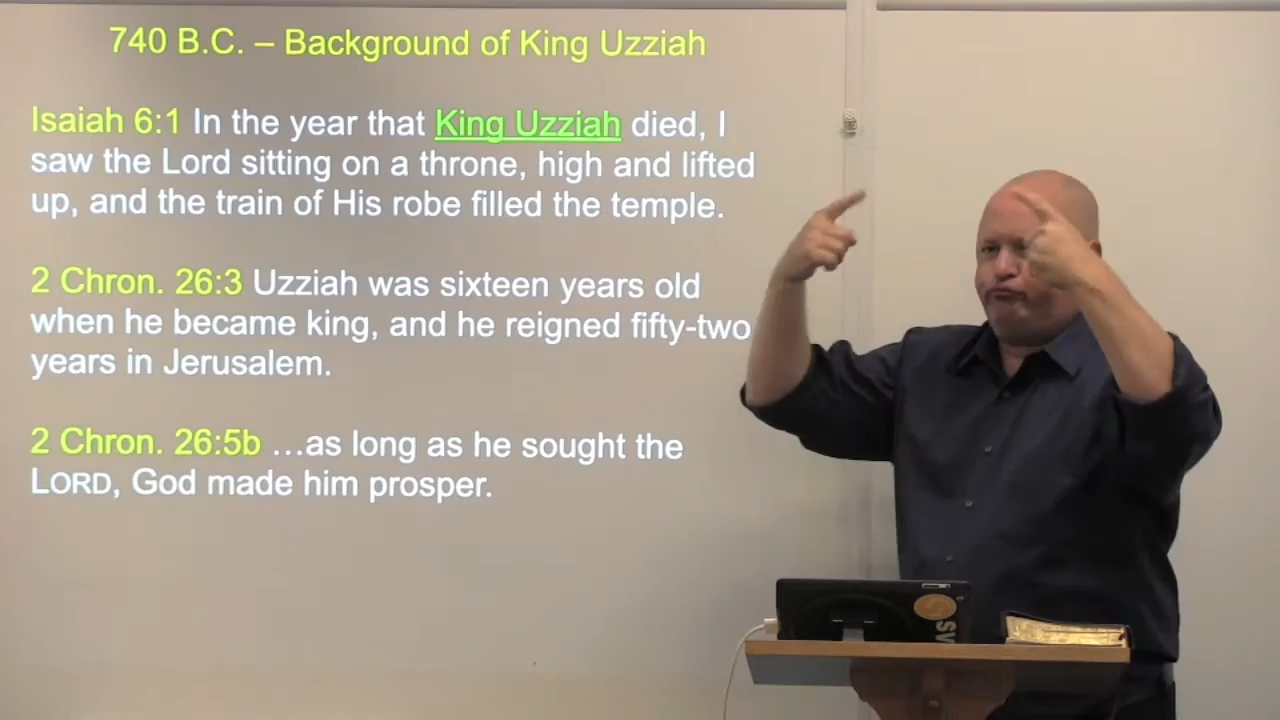 740 B.C. – Background of King Uzziah
Isaiah 6:1 In the year that King Uzziah died, I
saw the Lord sitting on a throne, high and lifted
up, and the train of His robe filled the temple.
2 Chron. 26:3 Uzziah was sixteen years old
when he became king, and he reigned fifty-two
years in Jerusalem.
2 Chron. 26:5b …as long as he sought the
LORD, God made him prosper.
SV